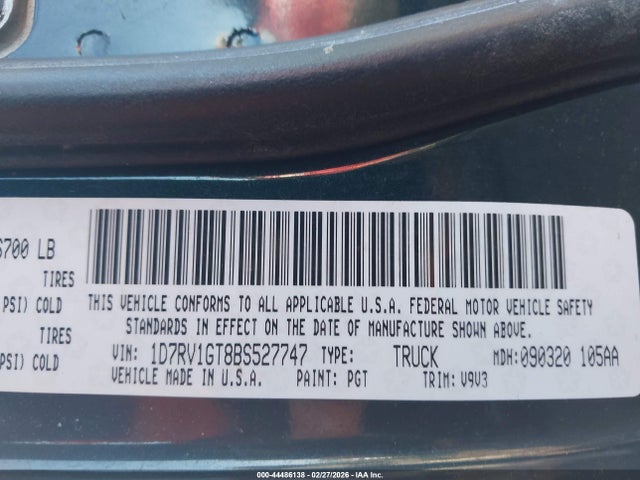 6700 LB
TIRES
PSI) COLD
TIRES
PSI) COLD
THIS VEHICLE CONFORMS TO ALL APPLICABLE U.S.A. FEDERAL MOTOR VEHICLE SAFETY
STANDARDS IN EFFECT ON THE DATE OF MANUFACTURE SHOWN ABOVE.
VIN: 1D7RV1GT8BS527747 TYPE: TRUCK MDH: 090320 105AA
VEHICLE MADE IN U.S.A. PAINT: PGT TRIM: V9V3
000-44486138 - 02/27/2026 - IAA Inc.